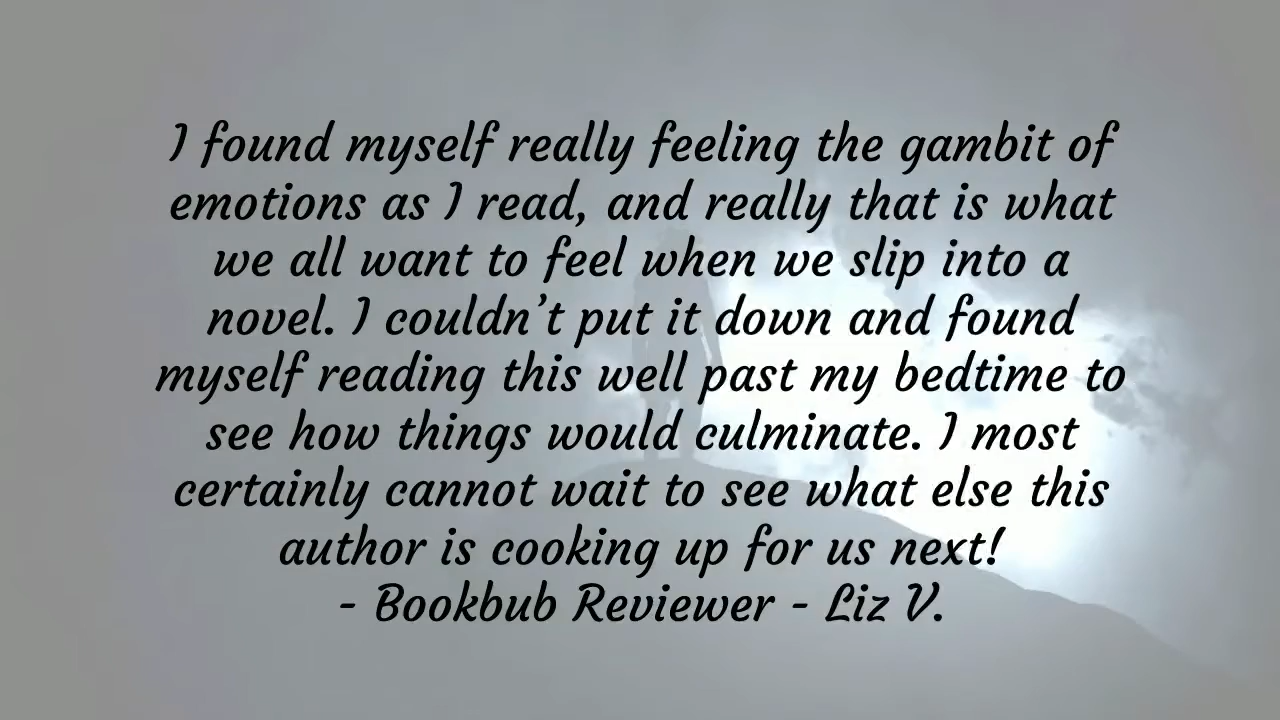 I found myself really feeling the gambit of
emotions as I read, and really that is what
we all want to feel when we slip into a
novel. I couldn’t put it down and found
myself reading this well past my bedtime to
see how things would culminate. I most
certainly cannot wait to see what else this
author is cooking up for us next!
- Bookbub Reviewer - Liz V.